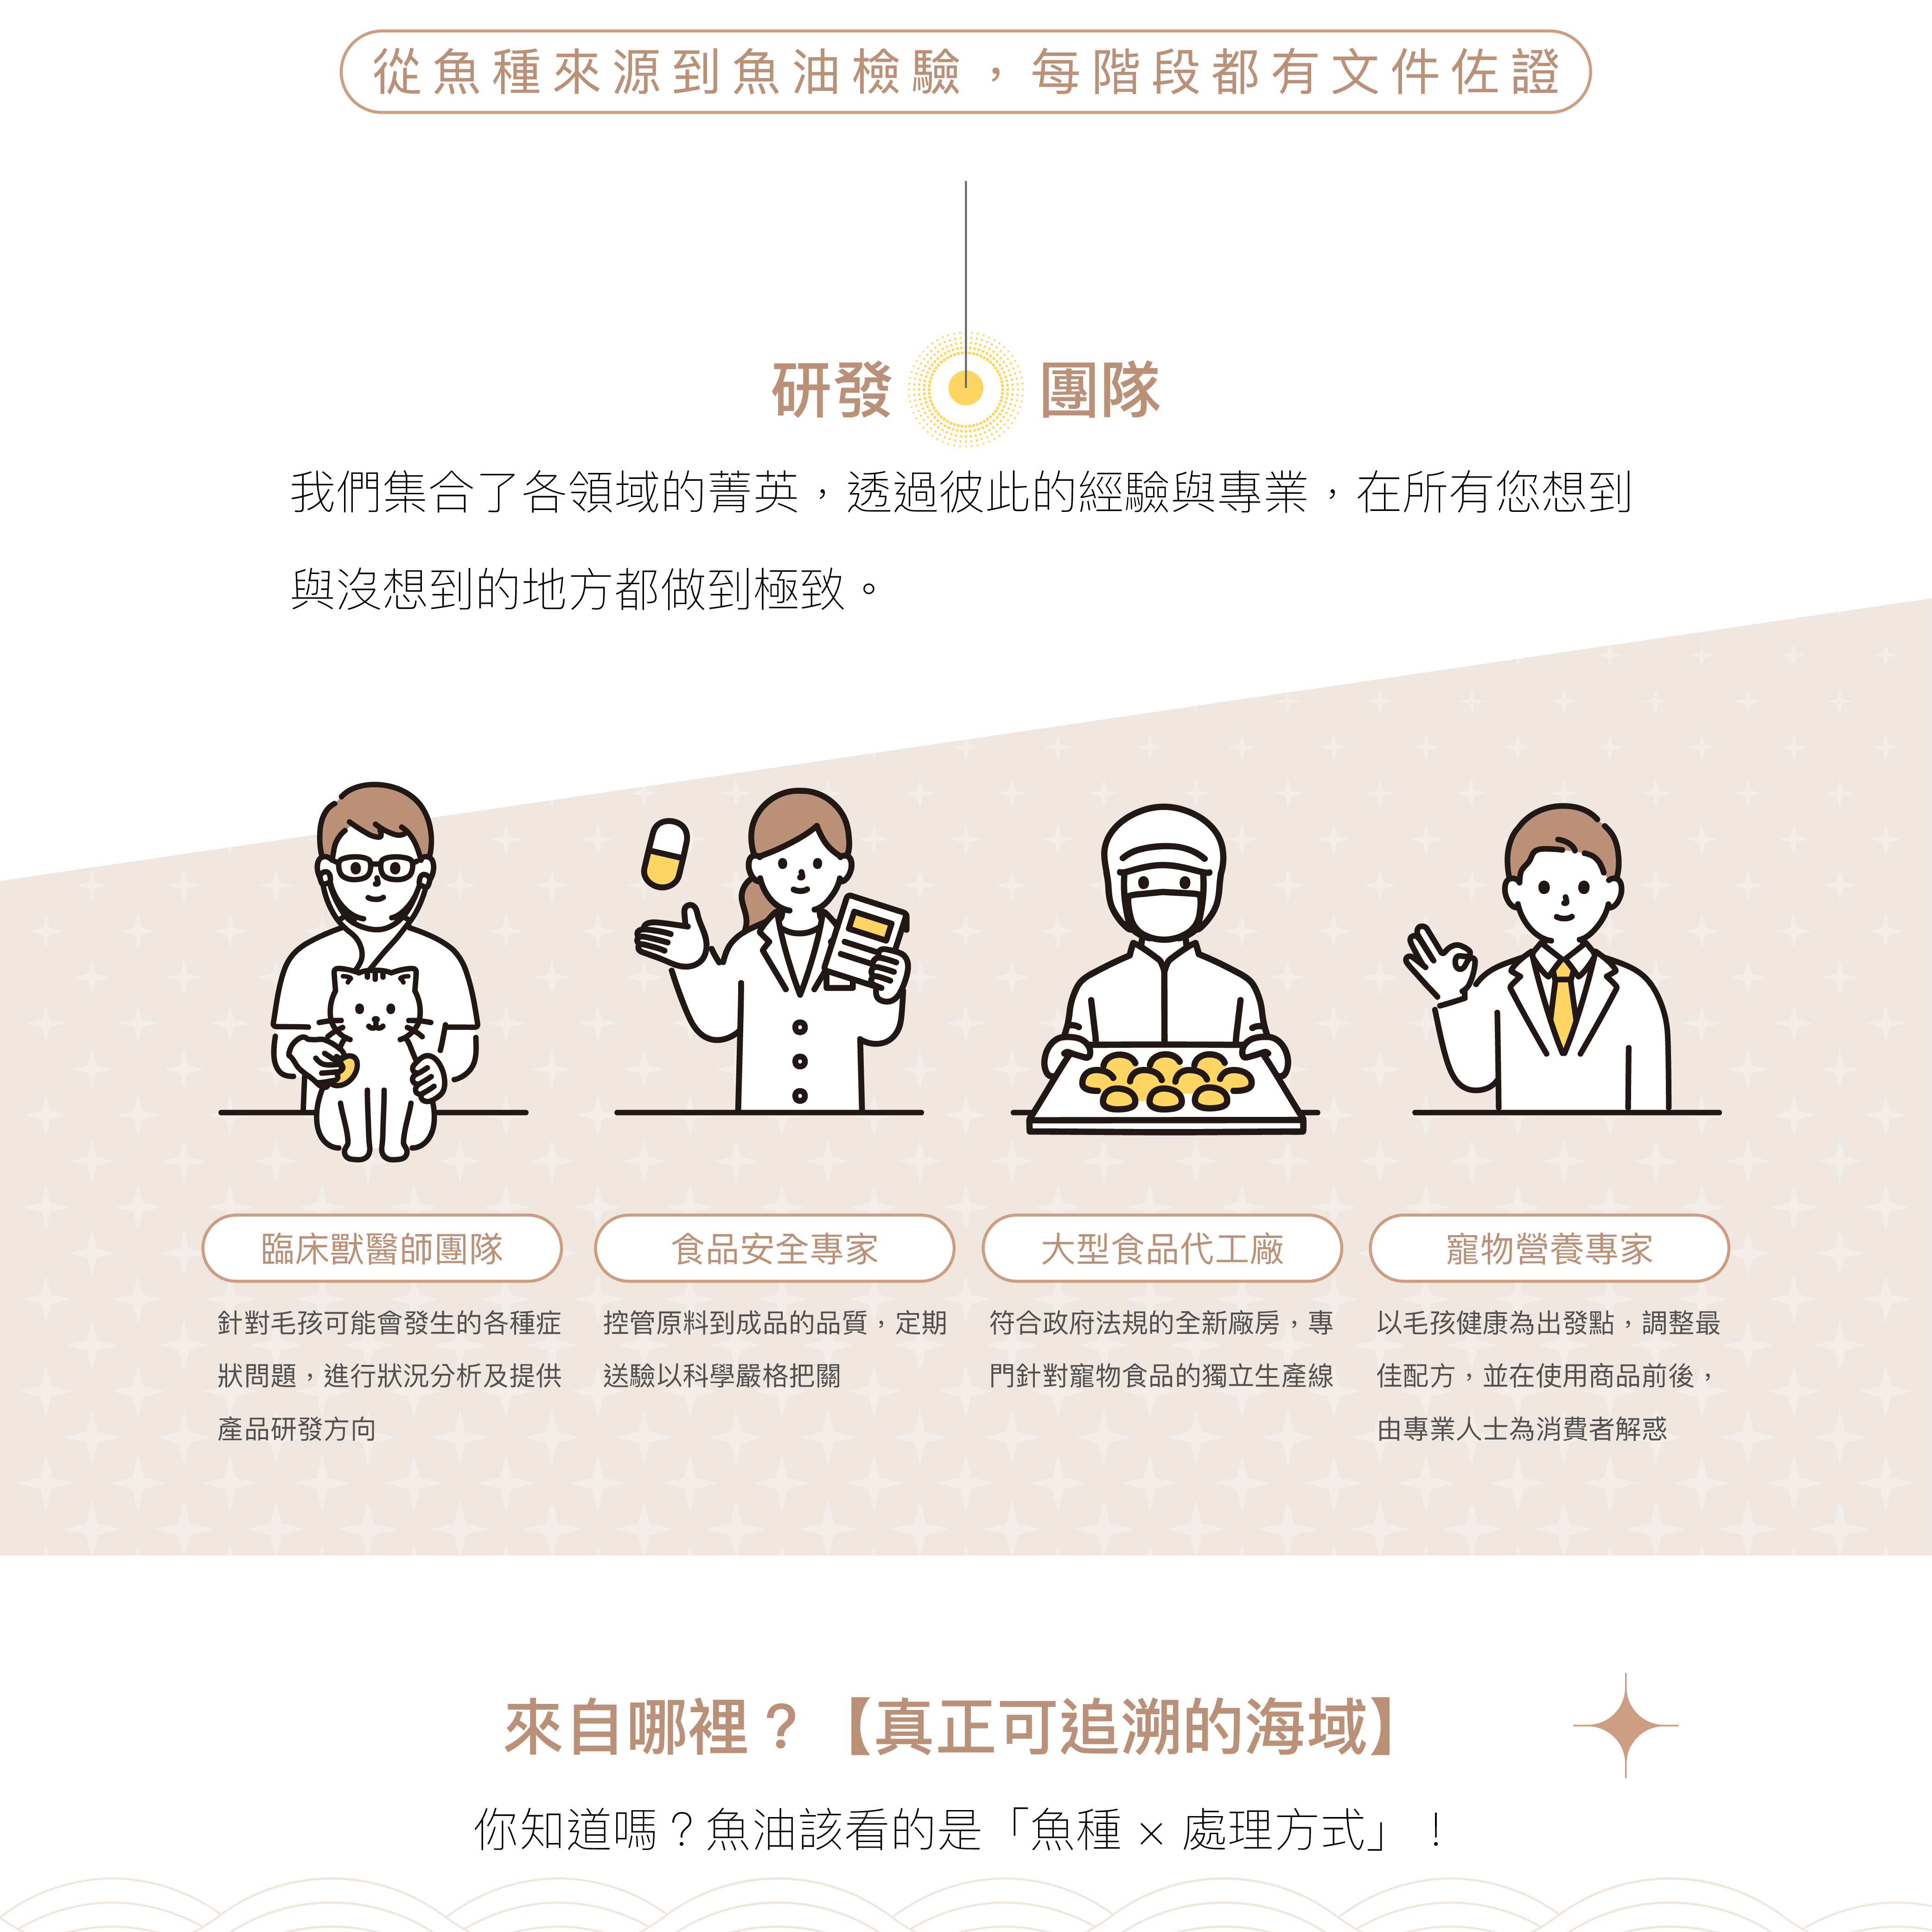 從魚種來源到魚油檢驗，每階段都有文件佐證
研發 團隊
我們集合了各領域的菁英，透過彼此的經驗與專業，在所有您想到
與沒想到的地方都做到極致。
臨床獸醫師團隊
針對毛孩可能會發生的各種症
狀問題，進行狀況分析及提供
產品研發方向
食品安全專家
控管原料到成品的品質，定期
送驗以科學嚴格把關
大型食品代工廠
符合政府法規的全新廠房，專
門針對寵物食品的獨立生產線
寵物營養專家
以毛孩健康為出發點，調整最
佳配方，並在使用商品前後，
由專業人士為消費者解惑
來自哪裡？【真正可追溯的海域】
你知道嗎？魚油該看的是「魚種 × 處理方式」！